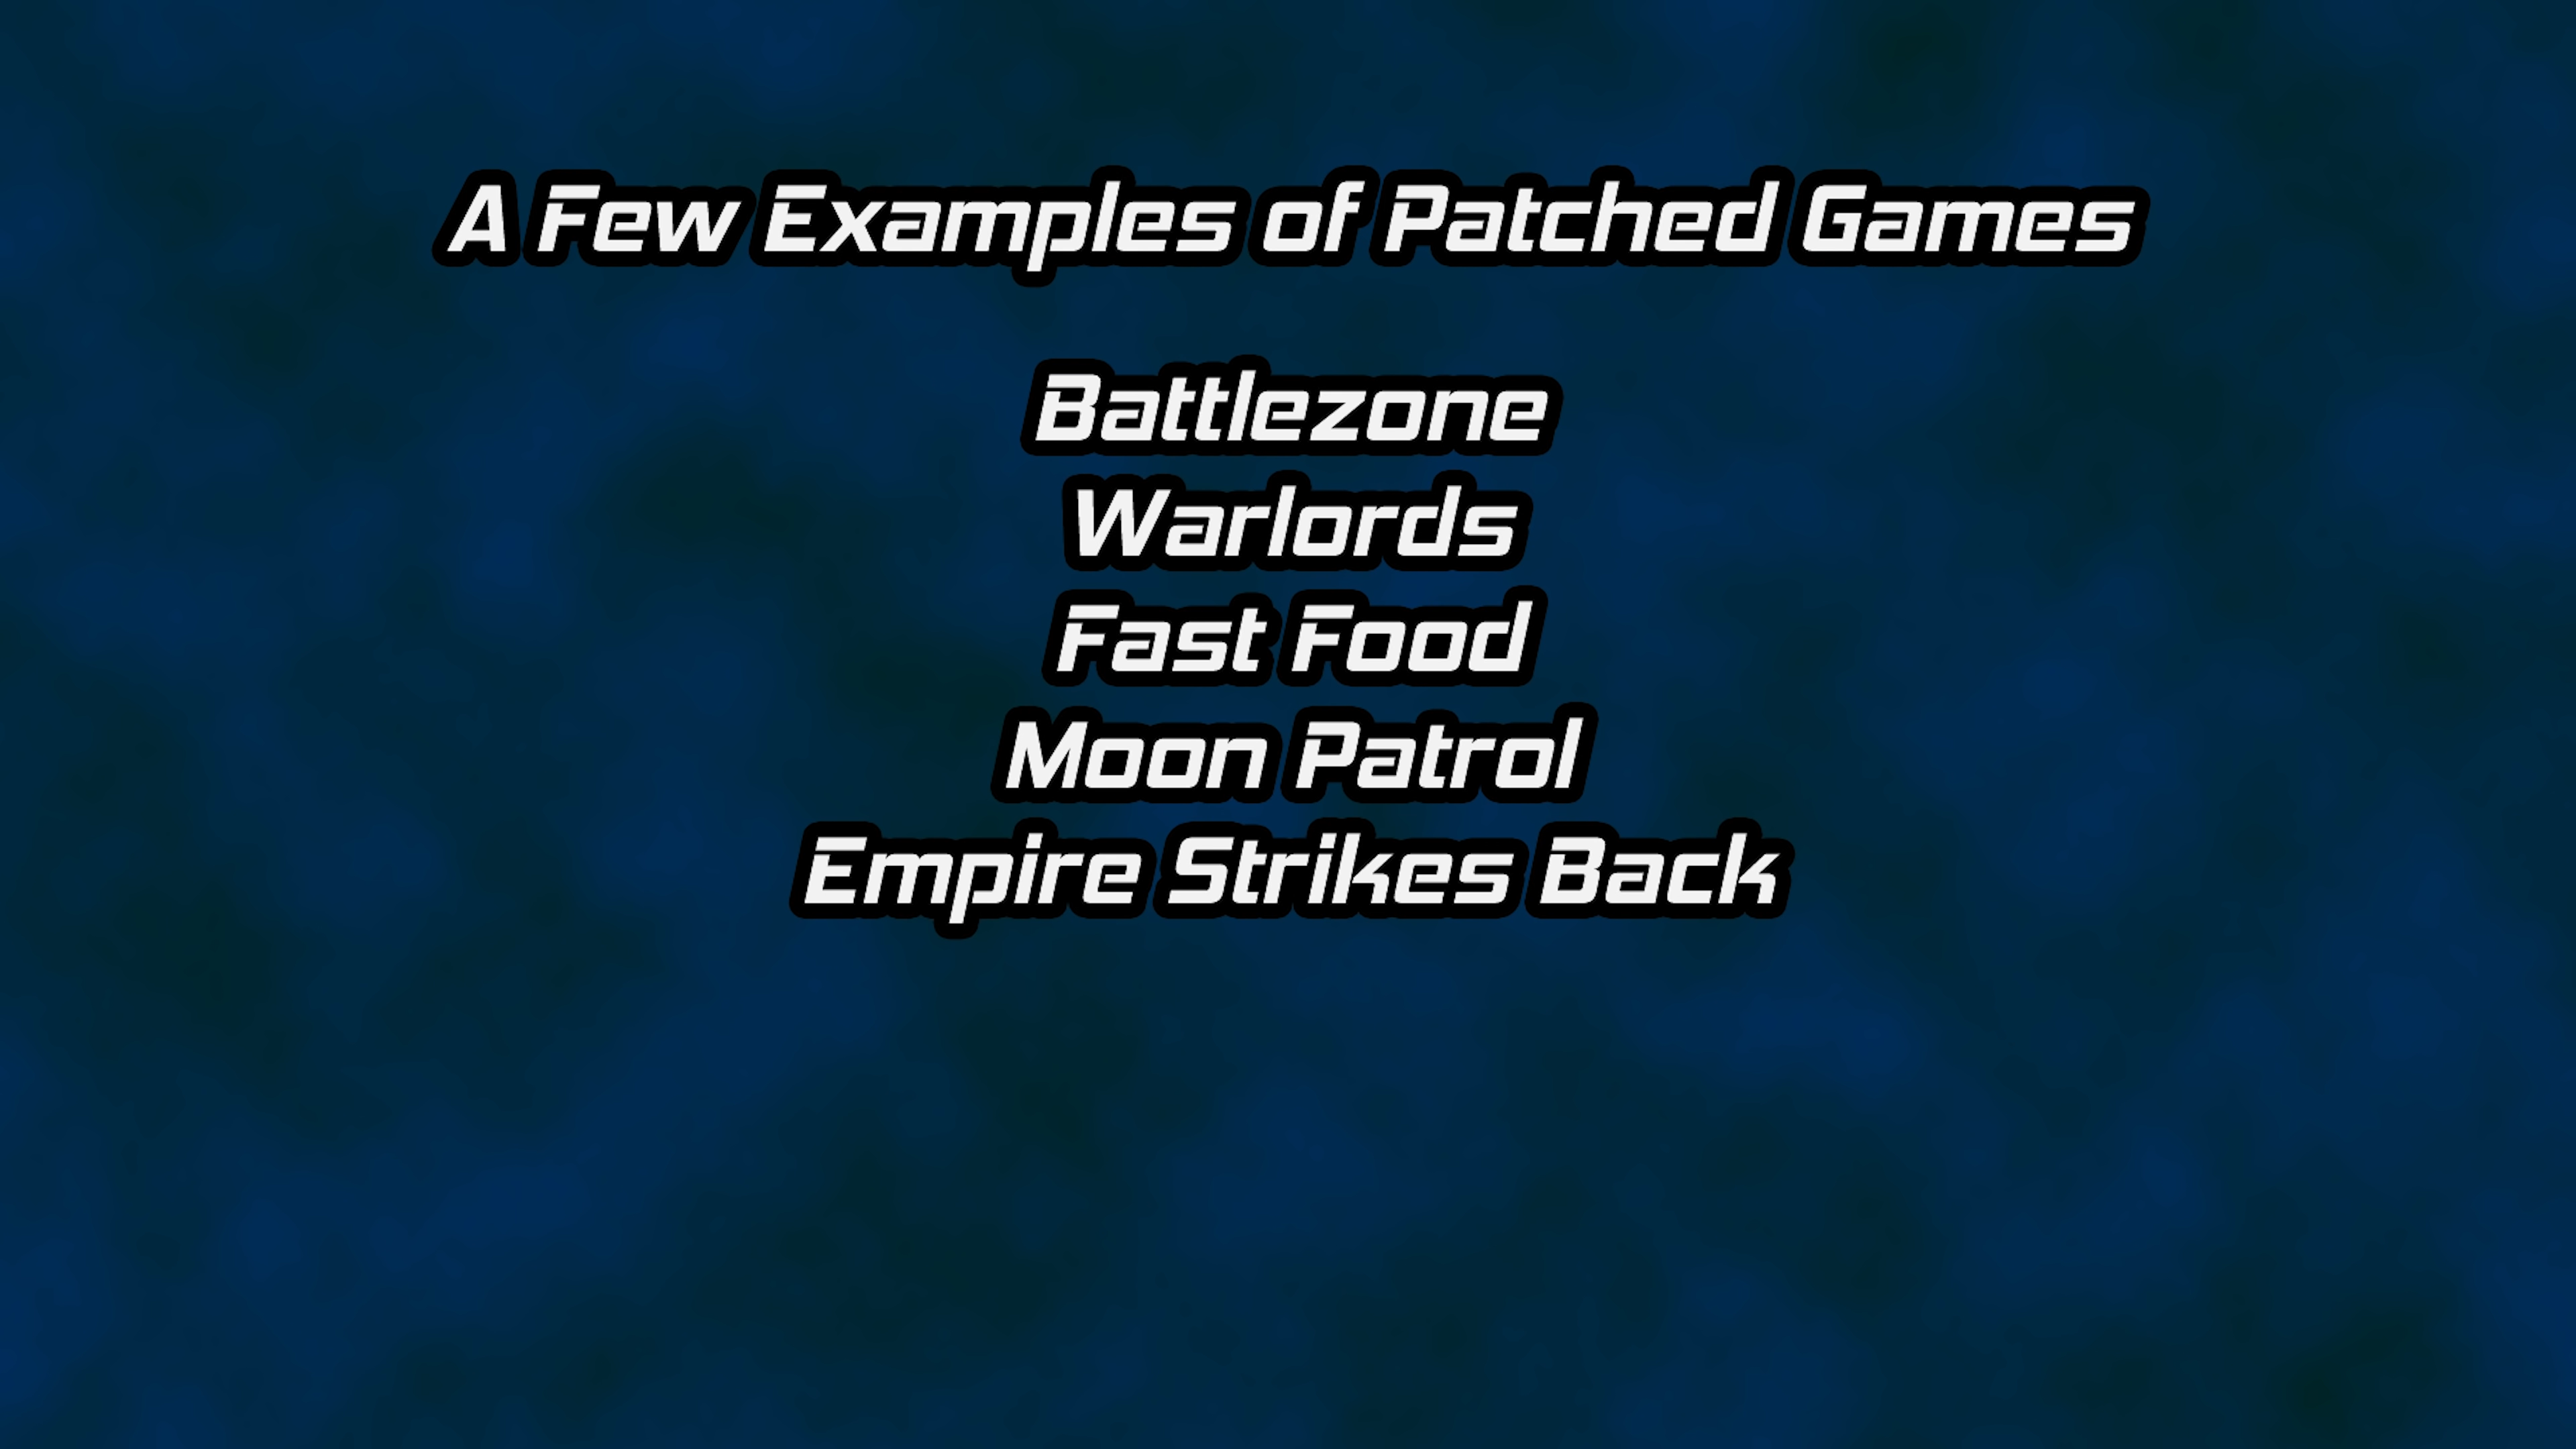 A Few Examples of Patched Games
Battlezone
Warlords
Fast Food
Moon Patrol
Empire Strikes Back